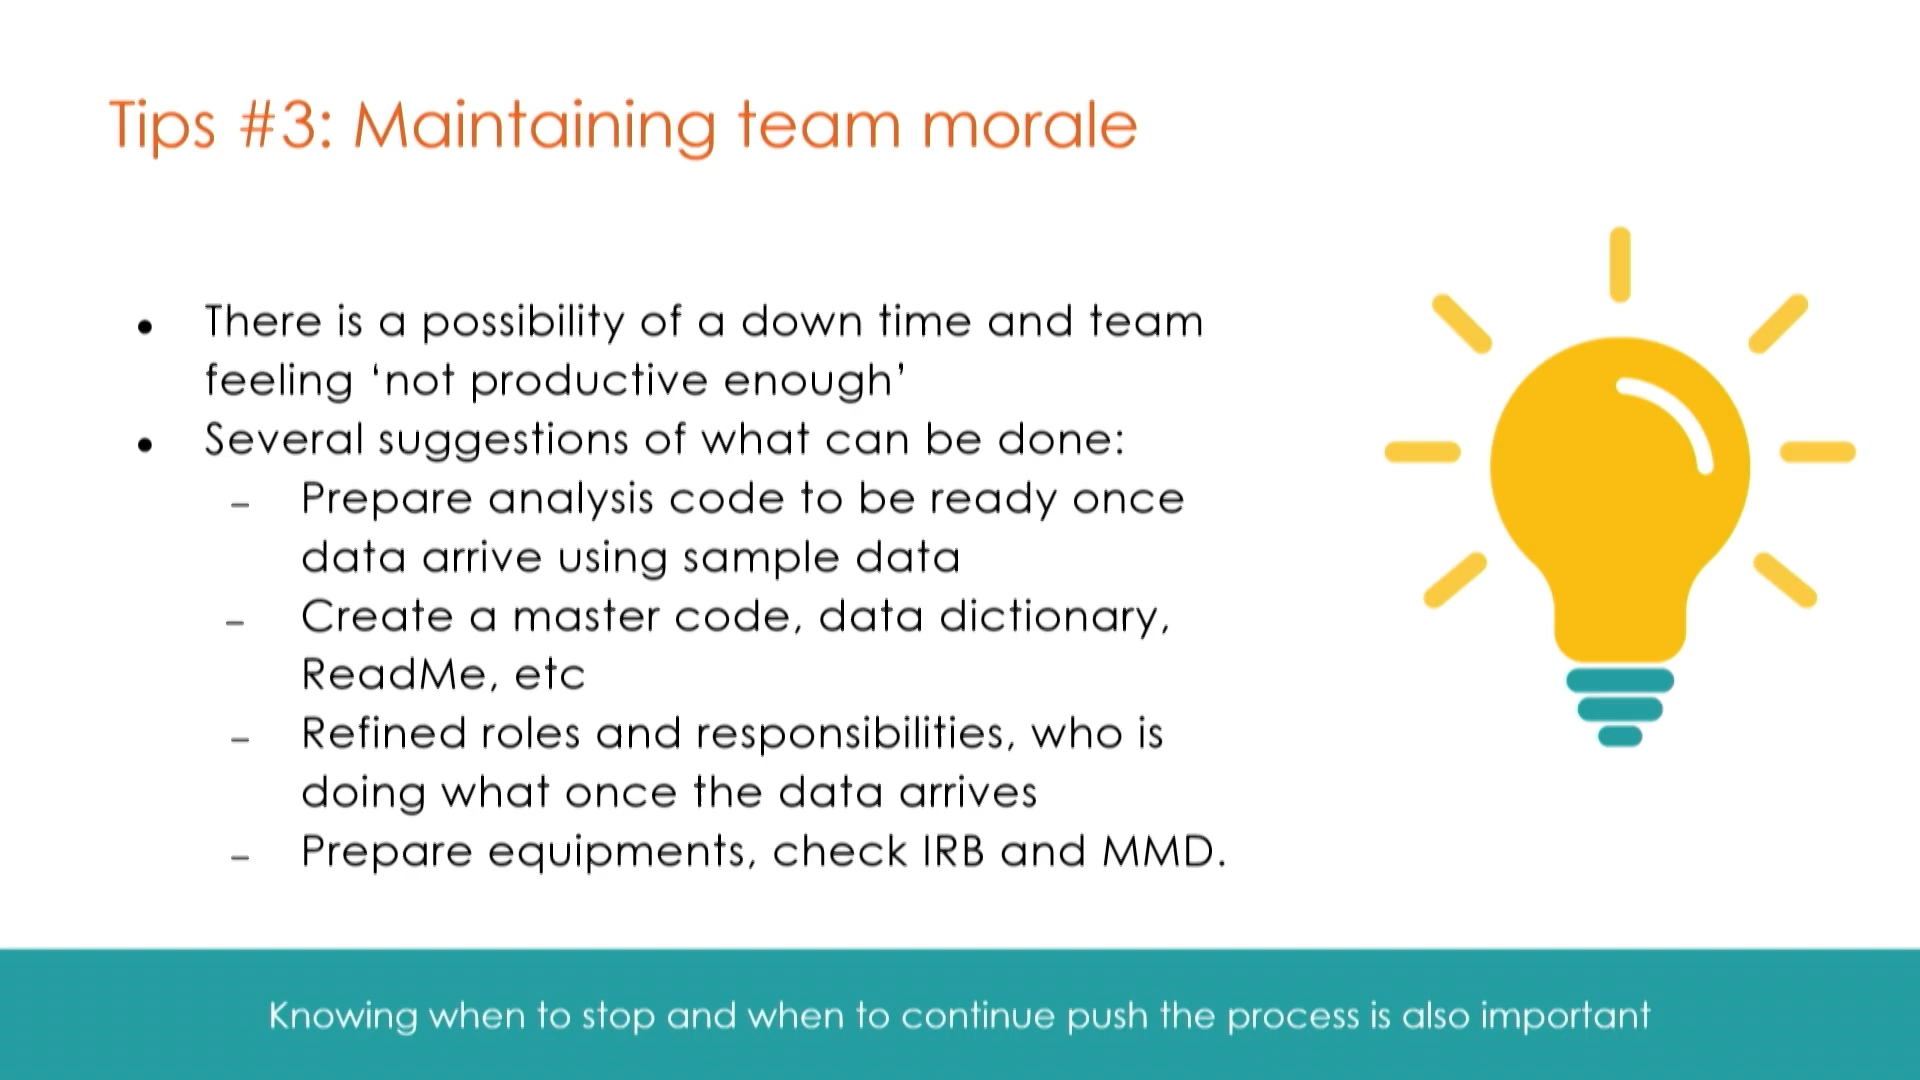 Tips #3: Maintaining team morale
• There is a possibility of a down time and team
feeling ‘not productive enough’
• Several suggestions of what can be done:
– Prepare analysis code to be ready once
data arrive using sample data
– Create a master code, data dictionary,
ReadMe, etc
– Refined roles and responsibilities, who is
doing what once the data arrives
– Prepare equipments, check IRB and MMD.
Knowing when to stop and when to continue push the process is also important